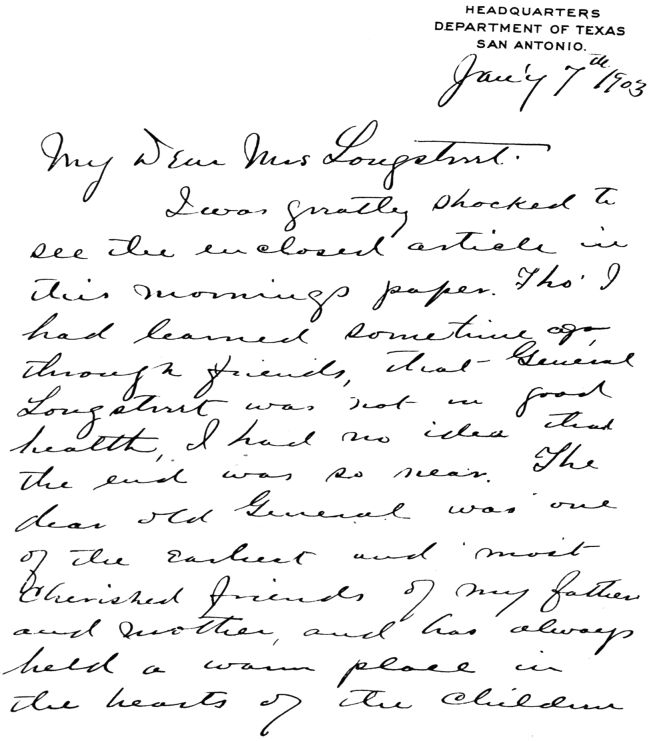 HEADQUARTERS
DEPARTMENT OF TEXAS
SAN ANTONIO.
Jan'y 7th 1903
My Dear Mrs Longstreet.
I was greatly shocked to
see the enclosed article in
this mornings paper. Tho' I
had learned sometime ago,
through friends, that General
Longstreet was not in good
health, I had no idea that
the end was so near. The
dear old General was one
of the earliest and most
cherished friends of my father
and mother, and has always
held a warm place in
the hearts of the children